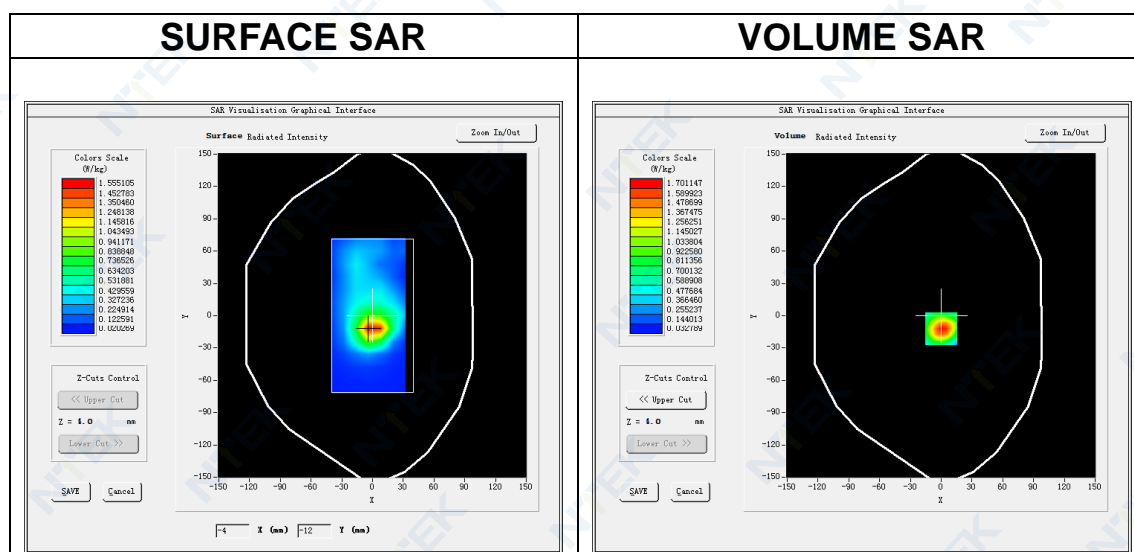 SURFACE SAR
VOLUME SAR
SAR Visualisation Graphical Interface
Surface Radiated Intensity
Zoom In/Out
Colors Scale
(W/kg)
1.555105
1.452783
1.350460
1.248138
1.145816
1.043493
0.941171
0.838848
0.736526
0.634203
0.531881
0.429559
0.327236
0.224914
0.122591
0.020269
Z-Cuts Control
<< Upper Cut
Z = 4.0 mm
Lower Cut >>
SAVE
Cancel
150
120
90
60
30
0
-30
-60
-90
-120
-150
Y
-150 -120 -90 -60 -30 0 30 60 90 120 150
X
-4 X (mm) -12 Y (mm)
SAR Visualisation Graphical Interface
Volume Radiated Intensity
Zoom In/Out
Colors Scale
(W/kg)
1.701147
1.589923
1.478699
1.367475
1.256251
1.145027
1.033804
0.922580
0.811356
0.700132
0.588908
0.477684
0.366460
0.255237
0.144013
0.032789
Z-Cuts Control
<< Upper Cut
Z = 4.0 mm
Lower Cut >>
SAVE
Cancel
150
120
90
60
30
0
-30
-60
-90
-120
-150
Y
-150 -120 -90 -60 -30 0 30 60 90 120 150
X
NTEK